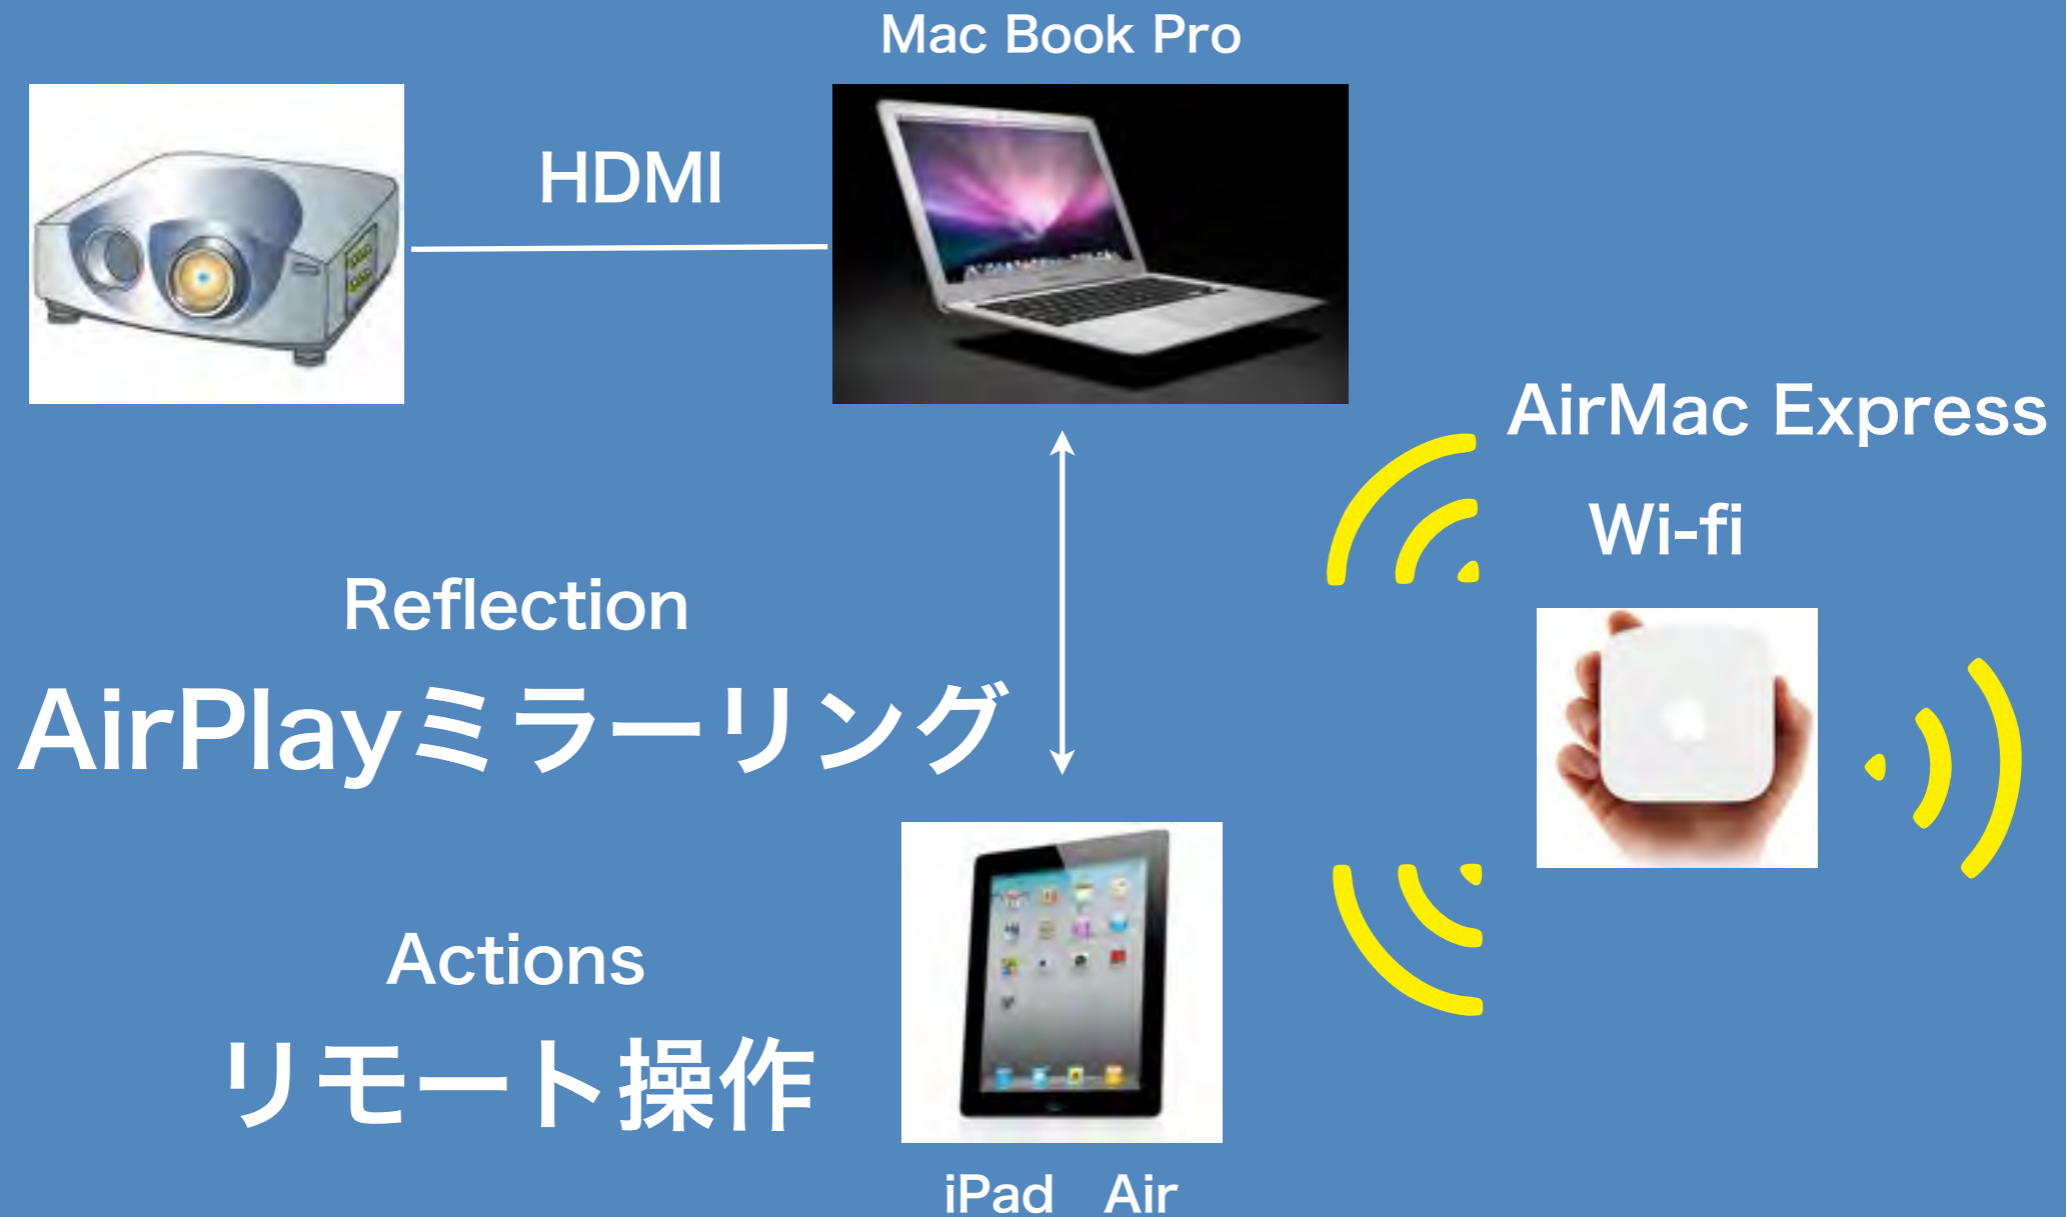 Mac Book Pro
HDMI
AirMac Express
Wi-fi
Reflection
AirPlayミラーリング
Actions
リモート操作
iPad　Air